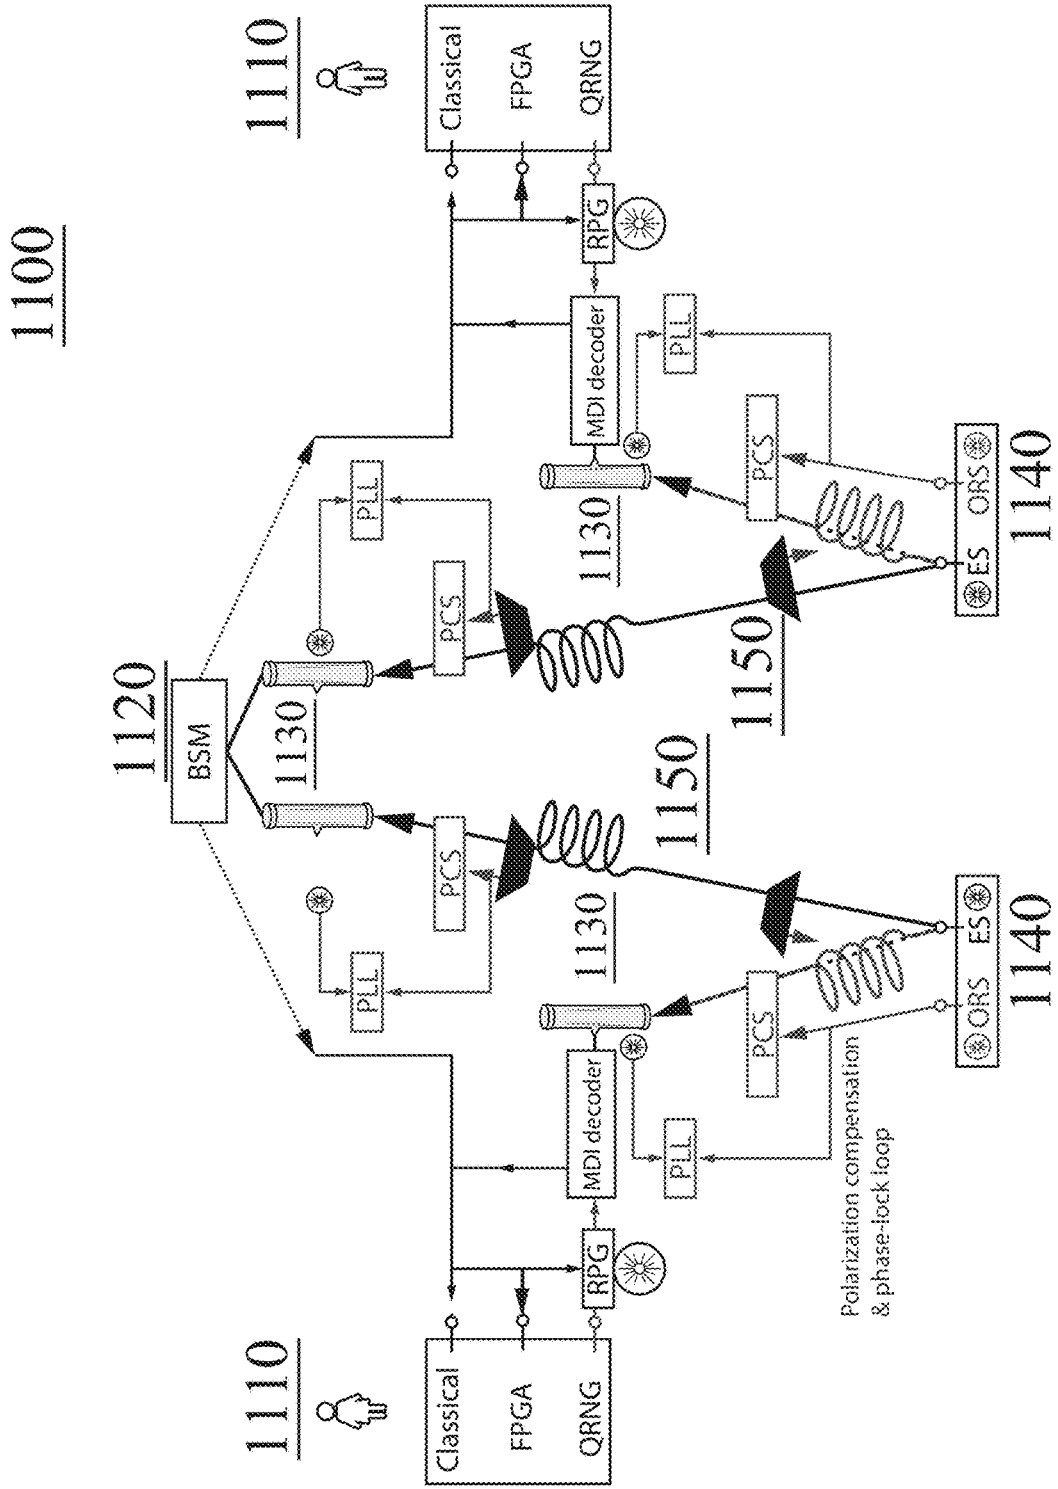 1100
1120
BSM
1110
1110
1130
PLL
PLL
Classical
PCS
PCS
Classical
FPGA
FPGA
QRNG
RPG
MDI decoder
1130
1130
MDI decoder
RPG
QRNG
PLL
1150
PLL
1150
PCS
PCS
Polarization compensation
& phase-lock loop
ORS
ES
ES
ORS
1140
1140